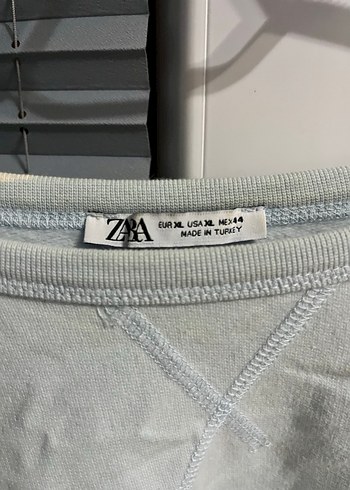 ZARA
EUR XL USA XL MEX 44
MADE IN TURKEY